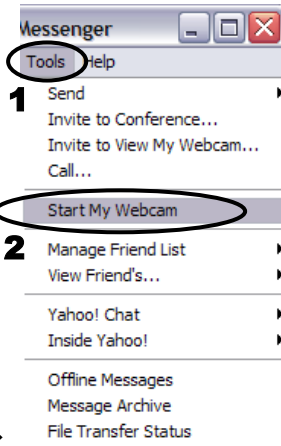 Messenger
Tools Help
1
Send
Invite to Conference...
Invite to View My Webcam...
Call...
Start My Webcam
2
Manage Friend List
View Friend's...
Yahoo! Chat
Inside Yahoo!
Offline Messages
Message Archive
File Transfer Status